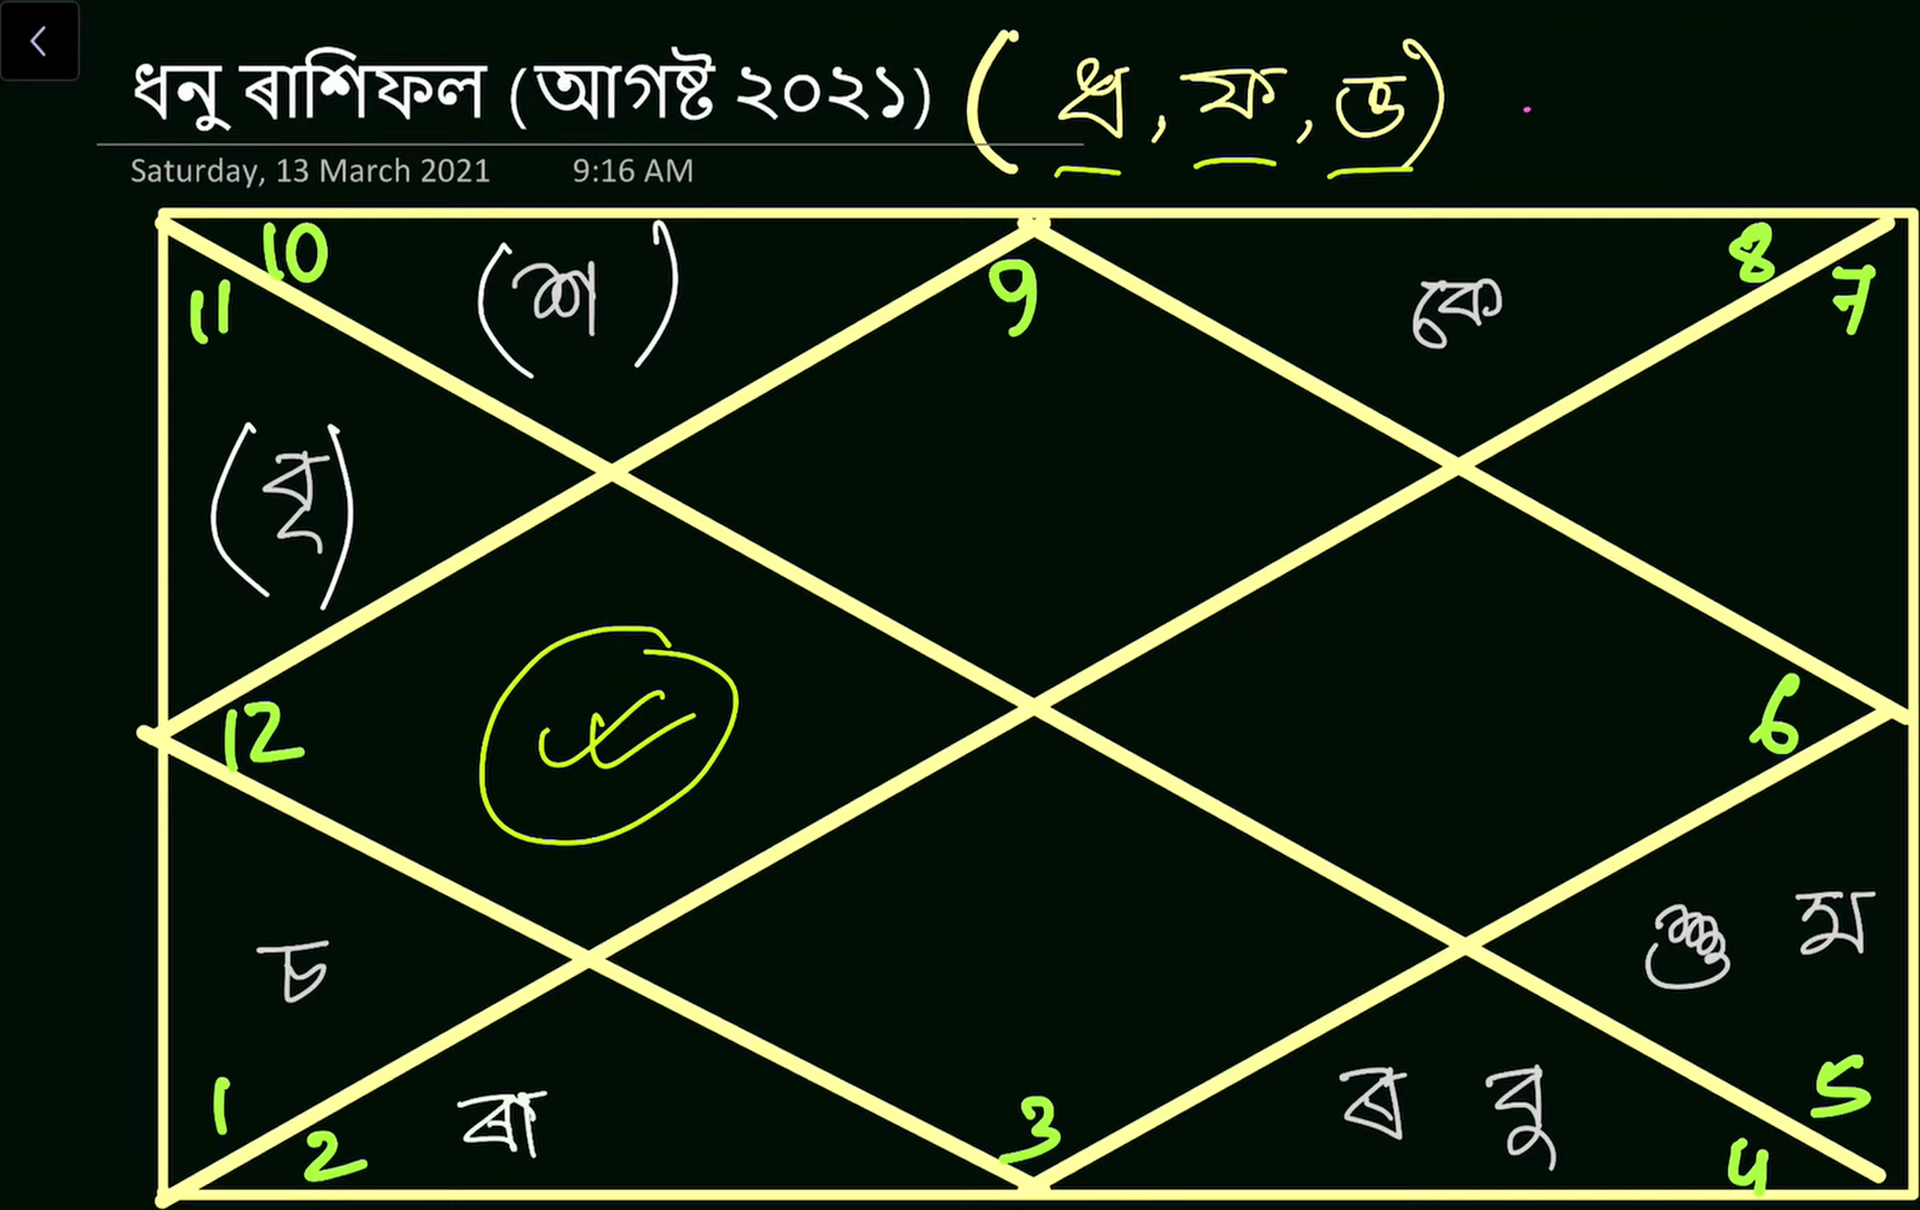 ধনু ৰাশিফল (আগষ্ট ২০২১) (ধ, ফ, ভ)
Saturday, 13 March 2021 9:16 AM
10 (শ) 9 কে 8 7
11
(বৃ)
12 6
চ শু ম
1 2 ৰা 3 ৰ বু 4 5